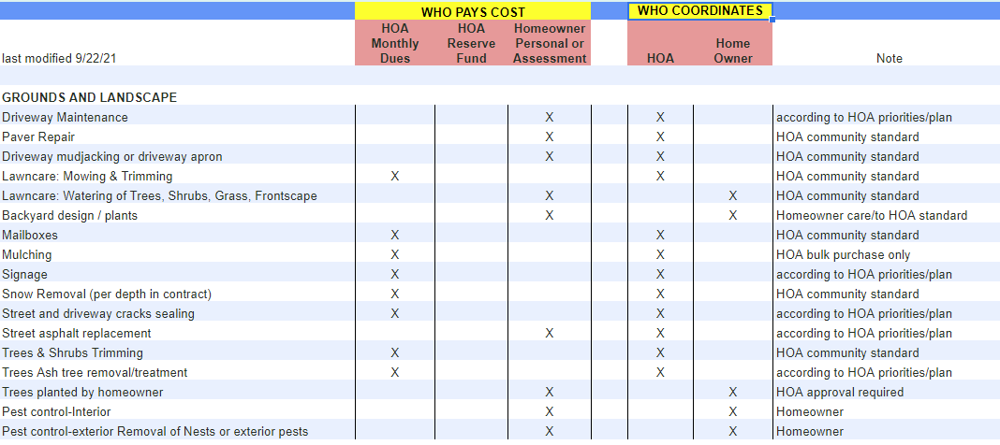 WHO PAYS COST WHO COORDINATES
last modified 9/22/21 HOA Monthly Dues HOA Reserve Fund Homeowner Personal or Assessment HOA Home Owner Note
GROUNDS AND LANDSCAPE
Driveway Maintenance X X according to HOA priorities/plan
Paver Repair X X HOA community standard
Driveway mudjacking or driveway apron X X HOA community standard
Lawncare: Mowing & Trimming X X HOA community standard
Lawncare: Watering of Trees, Shrubs, Grass, Frontscape X X HOA community standard
Backyard design / plants X X Homeowner care/to HOA standard
Mailboxes X X HOA community standard
Mulching X X HOA bulk purchase only
Signage X X according to HOA priorities/plan
Snow Removal (per depth in contract) X X HOA community standard
Street and driveway cracks sealing X X according to HOA priorities/plan
Street asphalt replacement X X according to HOA priorities/plan
Trees & Shrubs Trimming X X HOA community standard
Trees Ash tree removal/treatment X X according to HOA priorities/plan
Trees planted by homeowner X X HOA approval required
Pest control-Interior X X Homeowner
Pest control-exterior Removal of Nests or exterior pests X X Homeowner